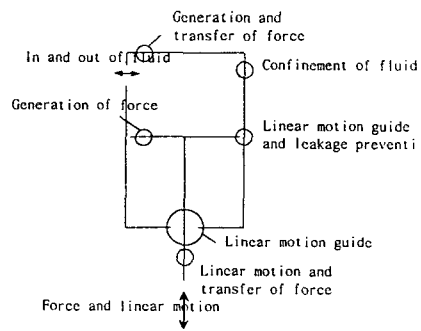 Generation and
transfer of force
In and out of fluid
Confinement of fluid
Generation of force
Linear motion guide
and leakage preventi
Linear motion guide
Linear motion and
transfer of force
Force and linear motion